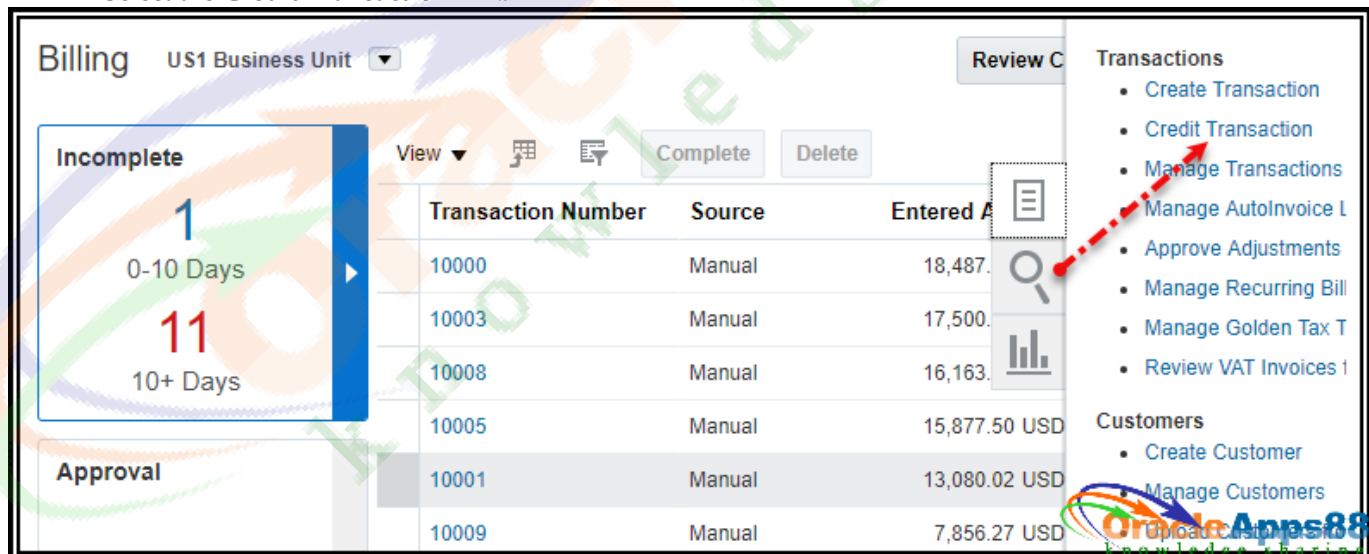 Billing US1 Business Unit
Review C
Incomplete
1
0-10 Days
11
10+ Days
Approval
View Complete Delete
Transaction Number Source Entered A
10000 Manual 18,487.
10003 Manual 17,500.
10008 Manual 16,163.
10005 Manual 15,877.50 USD
10001 Manual 13,080.02 USD
10009 Manual 7,856.27 USD
Transactions
Create Transaction
Credit Transaction
Manage Transactions
Manage AutoInvoice L
Approve Adjustments
Manage Recurring Bill
Manage Golden Tax T
Review VAT Invoices f
Customers
Create Customer
Manage Customers
Upload Customers
OracleApps88
knowledge sharing